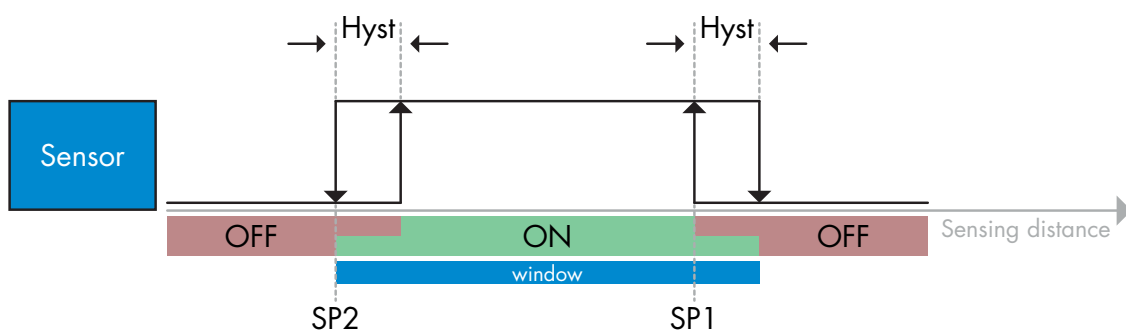 Hyst
Hyst
Sensor
OFF
ON
OFF
Sensing distance
window
SP2
SP1